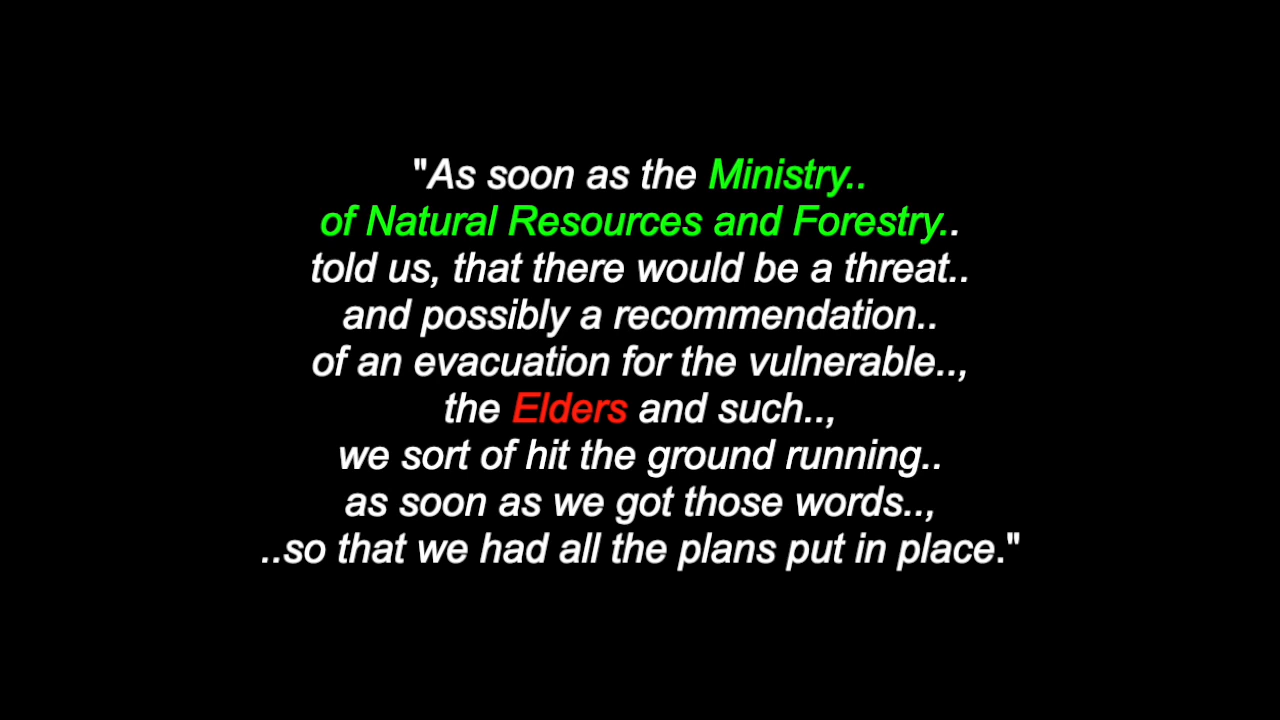 "As soon as the Ministry..
of Natural Resources and Forestry..
told us, that there would be a threat..
and possibly a recommendation..
of an evacuation for the vulnerable..,
the Elders and such..,
we sort of hit the ground running..
as soon as we got those words..,
..so that we had all the plans put in place."